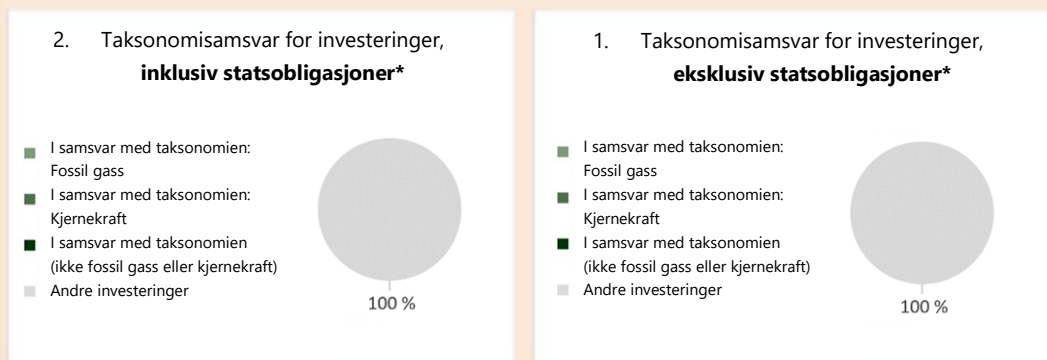 2. Taksonomisamsvar for investeringer,
inklusiv statsobligasjoner*
I samsvar med taksonomien:
Fossil gass
I samsvar med taksonomien:
Kjernekraft
I samsvar med taksonomien
(ikke fossil gass eller kjernekraft)
Andre investeringer
100 %
1. Taksonomisamsvar for investeringer,
eksklusiv statsobligasjoner*
I samsvar med taksonomien:
Fossil gass
I samsvar med taksonomien:
Kjernekraft
I samsvar med taksonomien
(ikke fossil gass eller kjernekraft)
Andre investeringer
100 %